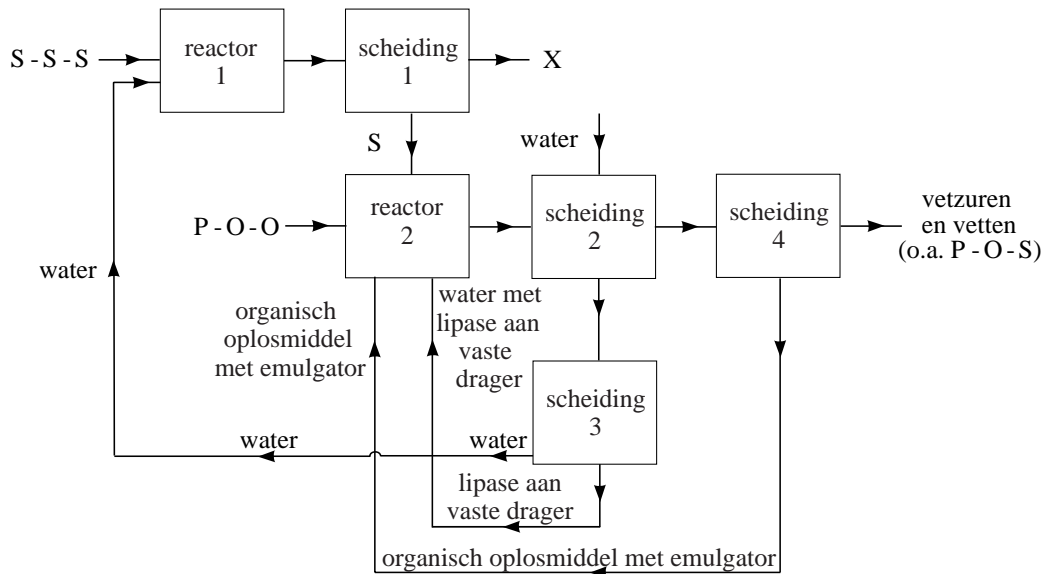 S-S-S
reactor
1
scheiding
1
X
S
water
P-O-O
reactor
2
scheiding
2
scheiding
4
vetzuren
en vetten
(o.a. P-O-S)
water
organisch
oplosmiddel
met emulgator
water met
lipase aan
vaste
drager
scheiding
3
water
water
lipase aan
vaste drager
organisch oplosmiddel met emulgator